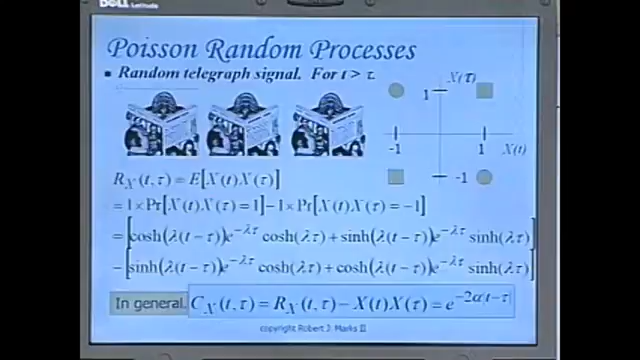 DELL Latitude
Poisson Random Processes
▪ Random telegraph signal. For t > τ.
X(τ)
1
-1 1 X(t)
-1
R_X(t,τ) = E[X(t)X(τ)]
= 1×Pr[X(t)X(τ) = 1] − 1×Pr[X(t)X(τ) = −1]
= [cosh(λ(t−τ))e^{−λτ} cosh(λτ) + sinh(λ(t−τ))e^{−λτ} sinh(λτ)]
− [sinh(λ(t−τ))e^{−λτ} cosh(λτ) + cosh(λ(t−τ))e^{−λτ} sinh(λτ)]
In general. C_X(t,τ) = R_X(t,τ) − X(t)X(τ) = e^{−2α|t−τ|}
copyright Robert J. Marks II